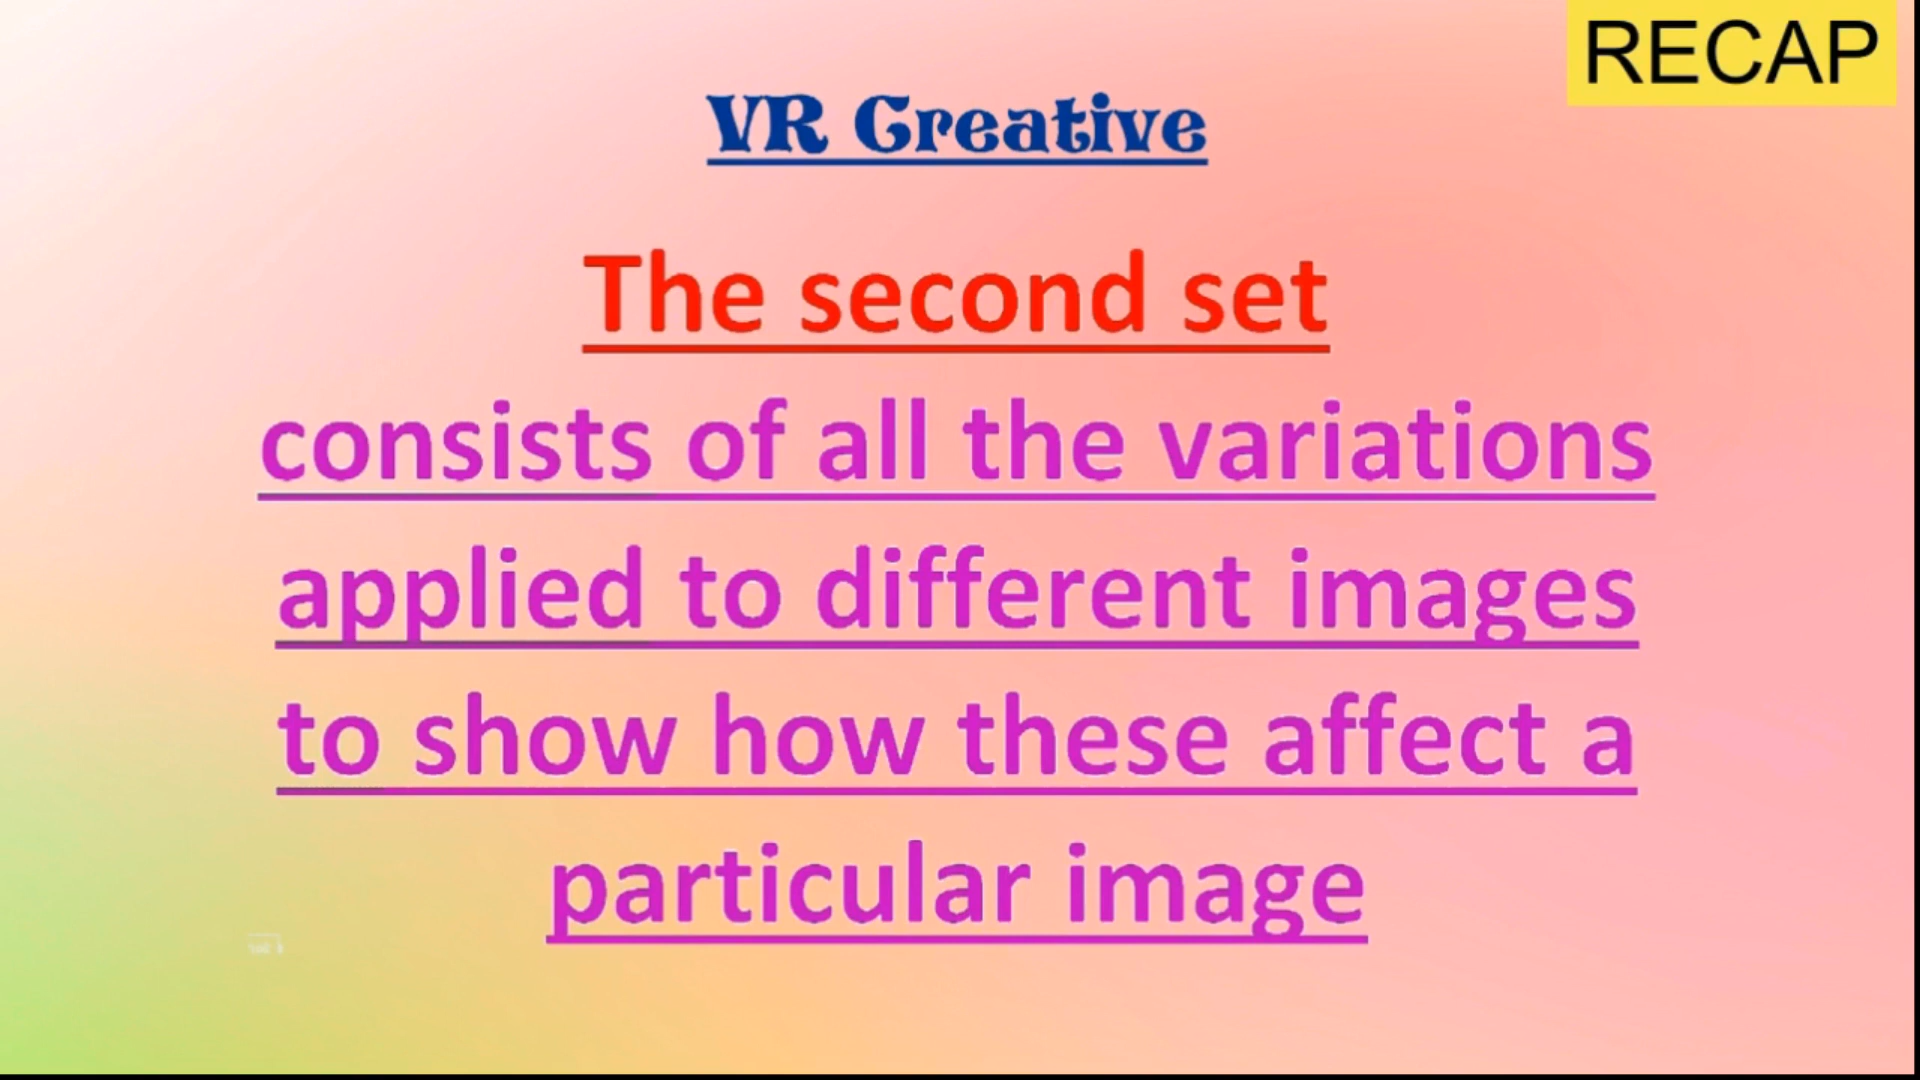 RECAP
VR Creative
The second set
consists of all the variations
applied to different images
to show how these affect a
particular image